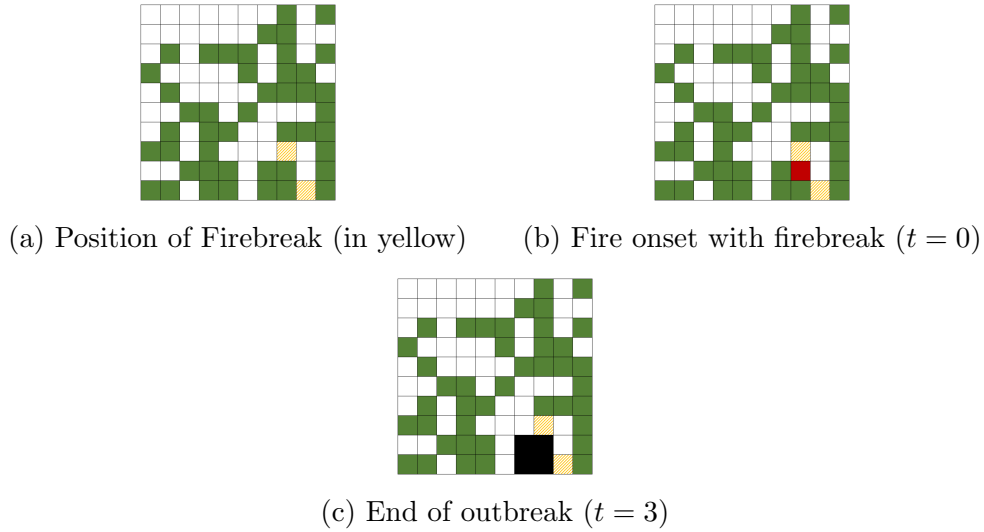 (a) Position of Firebreak (in yellow)
(b) Fire onset with firebreak (t = 0)
(c) End of outbreak (t = 3)